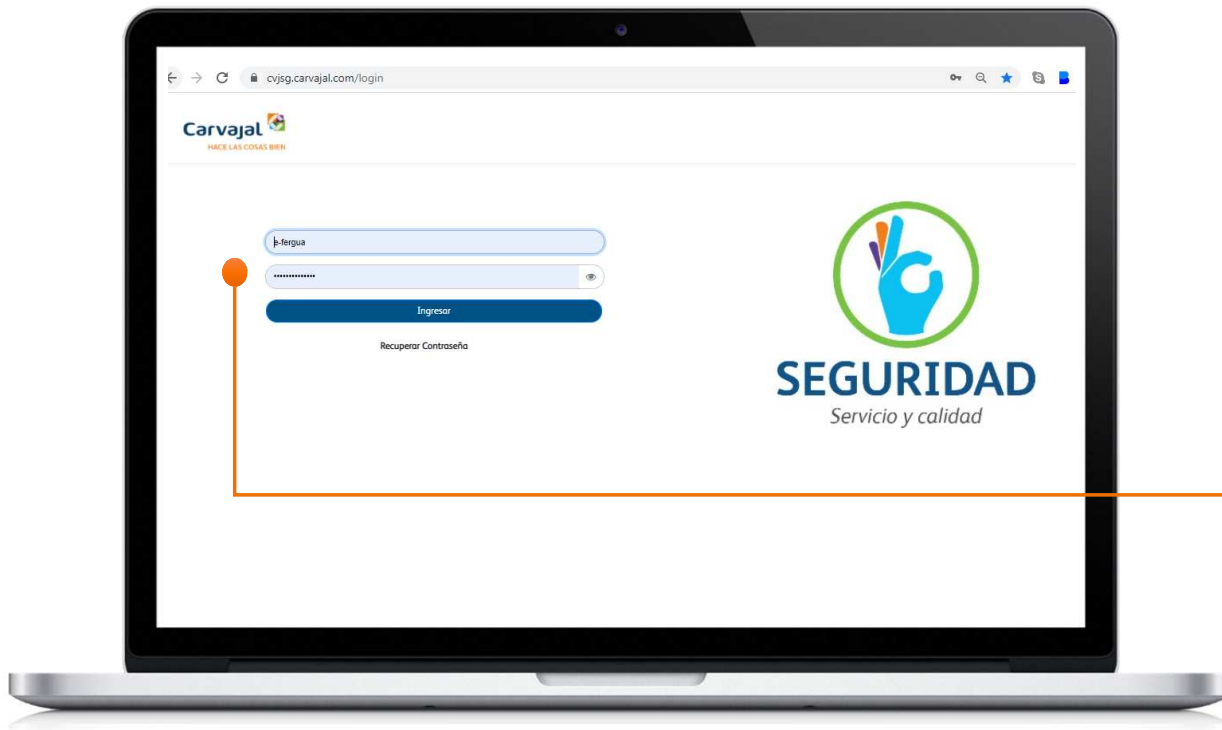 cvjsg.carvajal.com/login
Carvajal
HACE LAS COSAS BIEN
e-fergua
••••••••••••••
Ingresar
Recuperar Contraseña
SEGURIDAD
Servicio y calidad